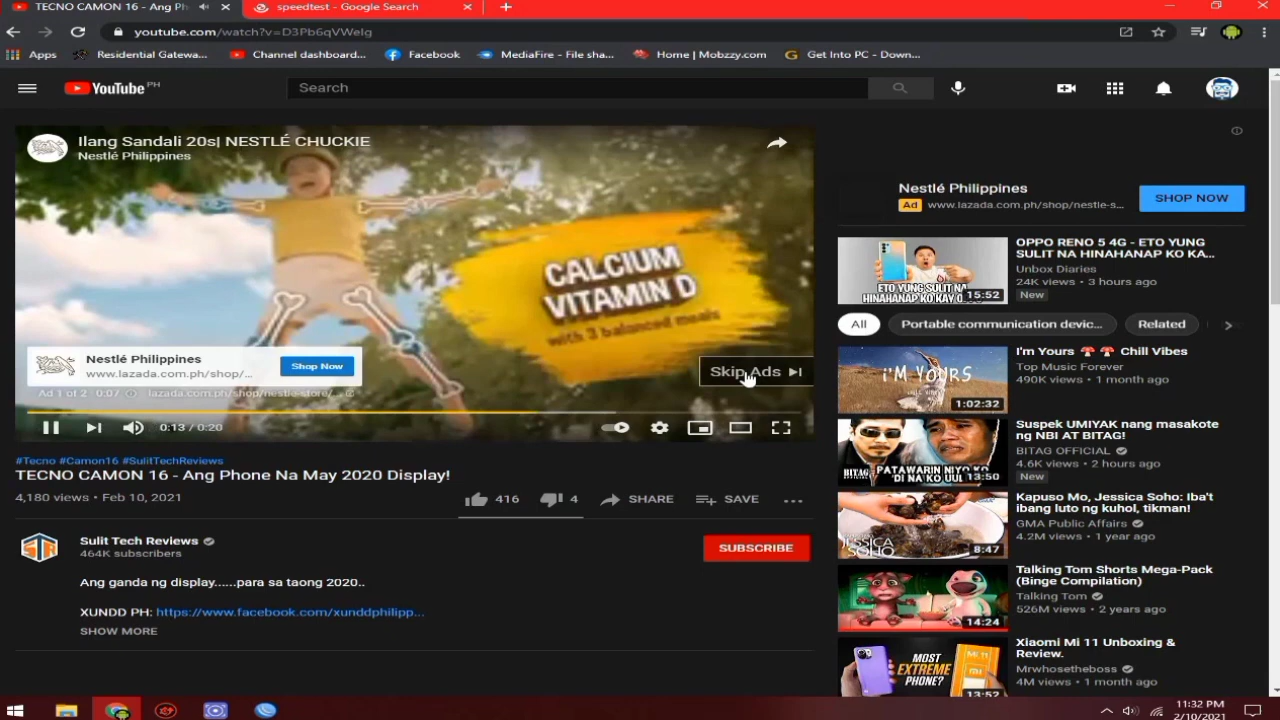 TECNO CAMON 16 - Ang Ph
speedtest - Google Search
youtube.com/watch?v=D3Pb6qVWeIg
Apps
Residential Gatewa...
Channel dashboard...
Facebook
MediaFire - File sha...
Home | Mobzzy.com
Get Into PC - Down...
YouTube PH
Search
Ilang Sandali 20s| NESTLÉ CHUCKIE
Nestlé Philippines
CALCIUM
VITAMIN D
with 3 balanced meals
Nestlé Philippines
www.lazada.com.ph/shop/...
Shop Now
Skip Ads
Ad 1 of 2 · 0:07
lazada.com.ph/shop/nestle-store/...
0:13 / 0:20
#Tecno #Camon16 #SulitTechReviews
TECNO CAMON 16 - Ang Phone Na May 2020 Display!
4,180 views • Feb 10, 2021
416
4
SHARE
SAVE
Sulit Tech Reviews
464K subscribers
SUBSCRIBE
Ang ganda ng display......para sa taong 2020..
XUNDD PH: https://www.facebook.com/xunddphilipp...
SHOW MORE
Nestlé Philippines
Ad www.lazada.com.ph/shop/nestle-s...
SHOP NOW
ETO YUNG SULIT NA
HINAHANAP KO KAY O
15:52
OPPO RENO 5 4G - ETO YUNG
SULIT NA HINAHANAP KO KA...
Unbox Diaries
24K views • 3 hours ago
New
All
Portable communication devic...
Related
i'M YOURS
1:02:32
I'm Yours 🍄 🍄 Chill Vibes
Top Music Forever
490K views • 1 month ago
BITAG
PATAWARIN NIYO KO
'DI NA KO UULI
13:50
Suspek UMIYAK nang masakote
ng NBI AT BITAG!
BITAG OFFICIAL
4.6K views • 2 hours ago
New
JESSICA
SOHO
8:47
Kapuso Mo, Jessica Soho: Iba't
ibang luto ng kuhol, tikman!
GMA Public Affairs
4.2M views • 1 year ago
14:24
Talking Tom Shorts Mega-Pack
(Binge Compilation)
Talking Tom
526M views • 2 years ago
MOST
EXTREME
PHONE?
13:52
Xiaomi Mi 11 Unboxing &
Review.
Mrwhosetheboss
4M views • 1 month ago
11:32 PM
2/10/2021